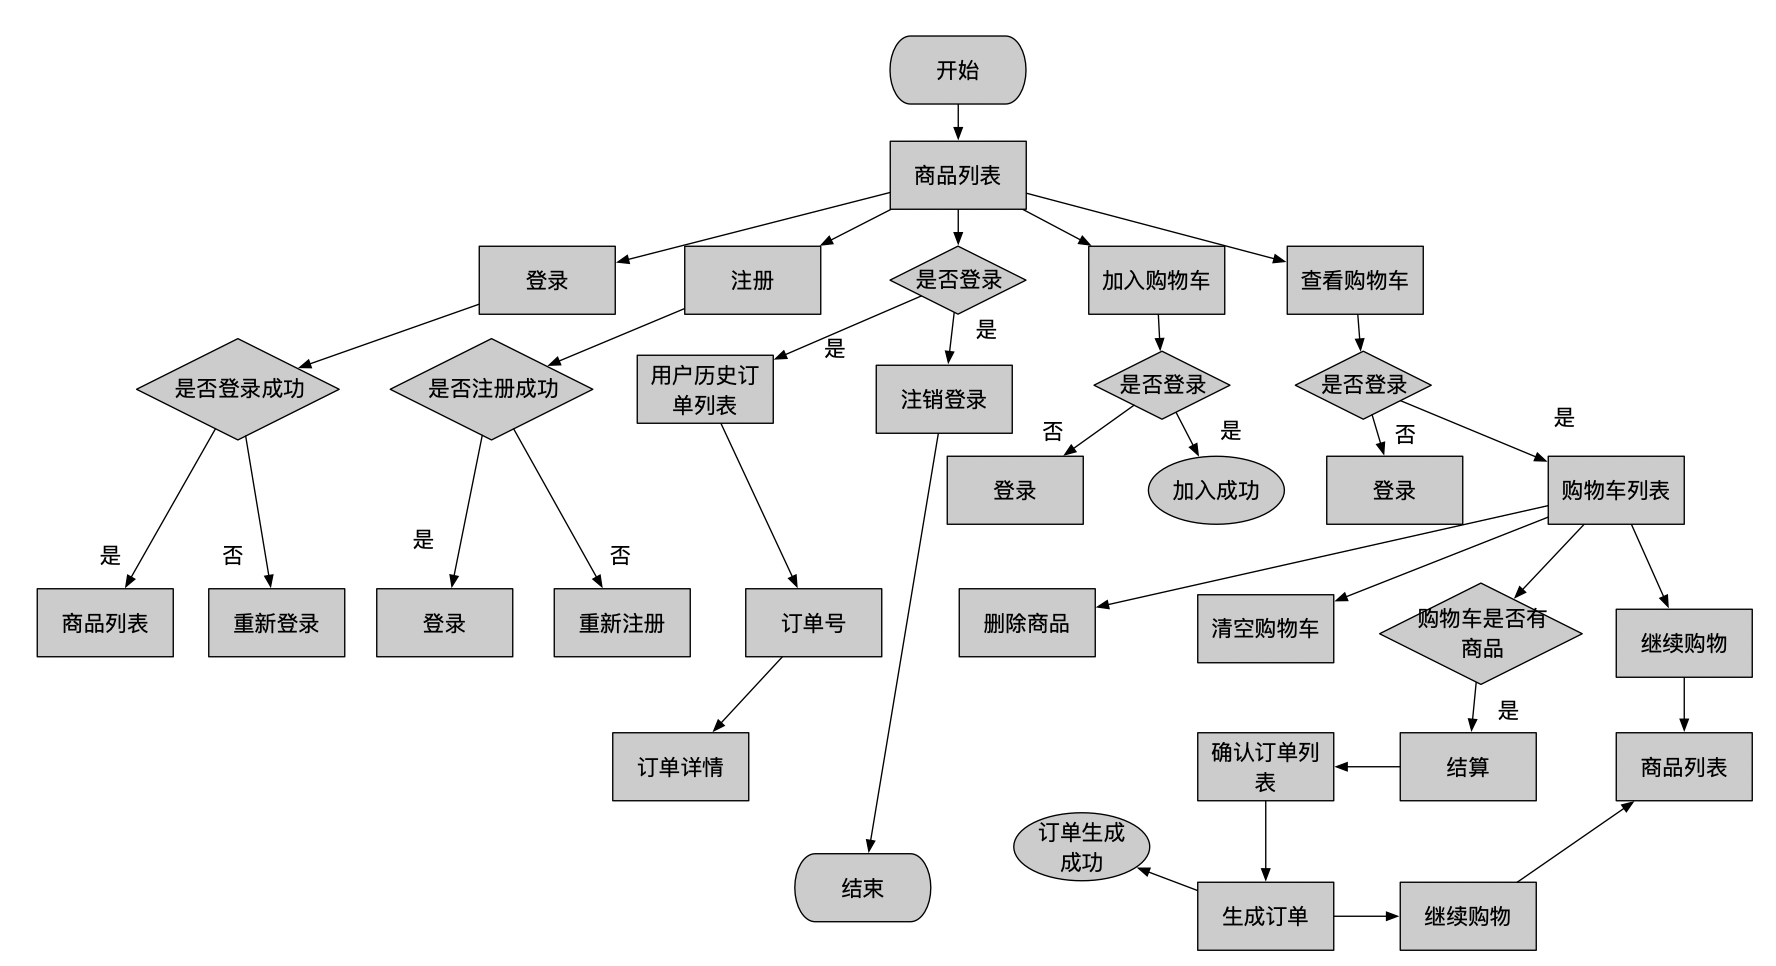 开始
商品列表
登录
注册
是否登录
加入购物车
查看购物车
是
是
是否登录成功
是否注册成功
用户历史订
单列表
注销登录
是否登录
是否登录
否
是
否
是
登录
加入成功
登录
购物车列表
是
否
是
否
商品列表
重新登录
登录
重新注册
订单号
删除商品
清空购物车
购物车是否有
商品
继续购物
是
订单详情
确认订单列
表
结算
商品列表
订单生成
成功
结束
生成订单
继续购物